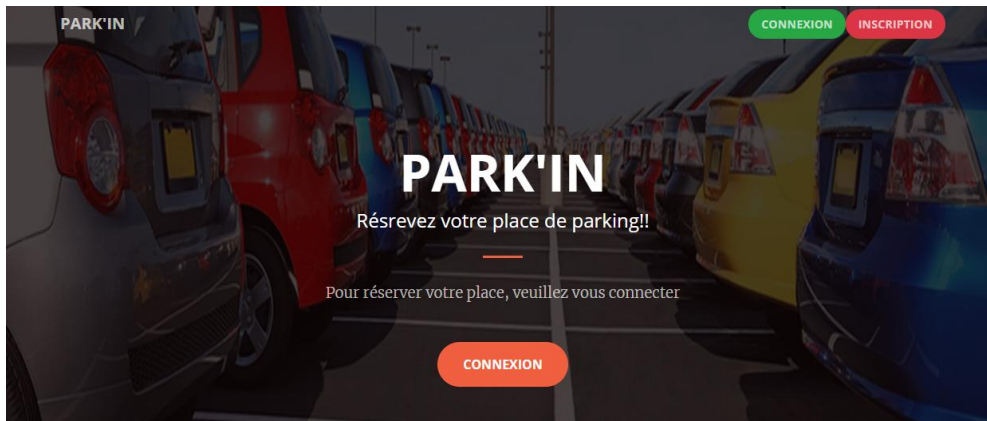 PARK'IN
CONNEXION INSCRIPTION
PARK'IN
Résrevez votre place de parking!!
Pour réserver votre place, veuillez vous connecter
CONNEXION